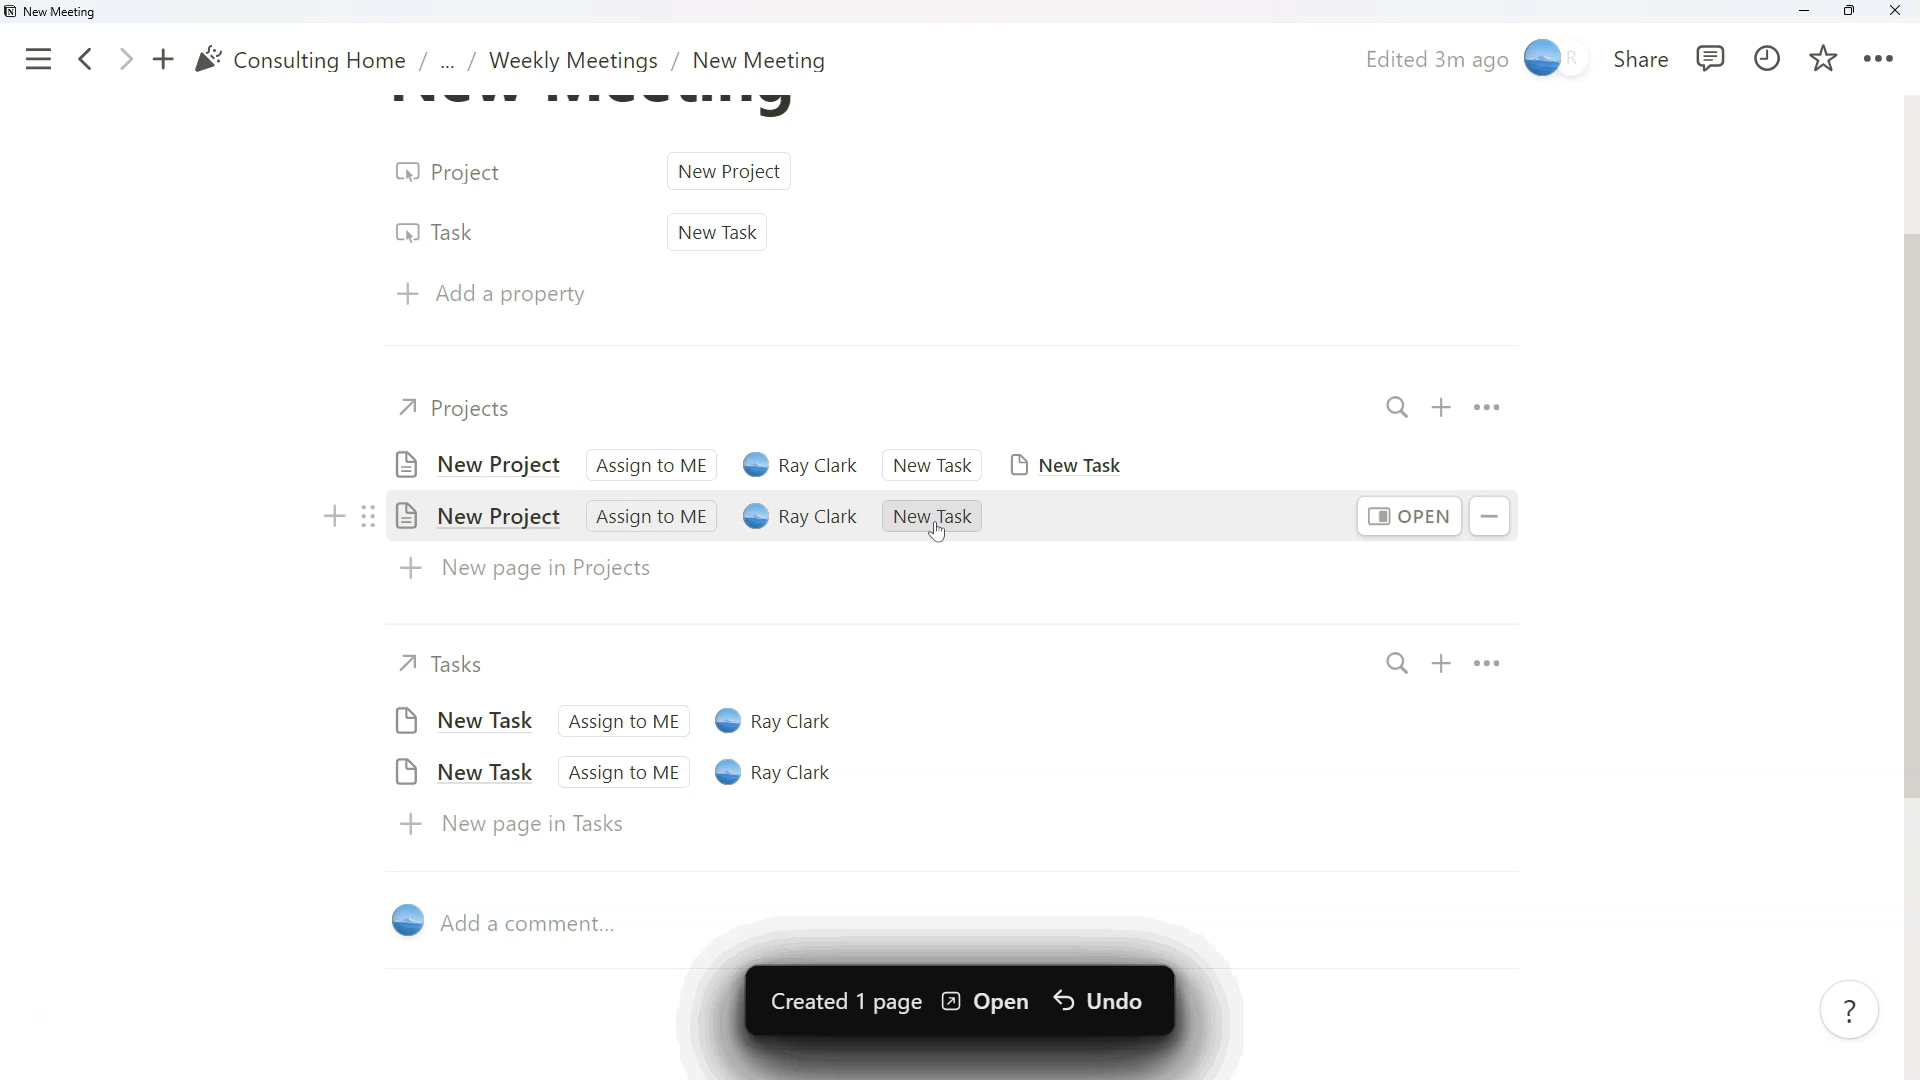 New Meeting
Consulting Home / ... / Weekly Meetings / New Meeting
Edited 3m ago R Share
New Meeting
Project New Project
Task New Task
Add a property
Projects
New Project Assign to ME Ray Clark New Task New Task
New Project Assign to ME Ray Clark New Task OPEN
New page in Projects
Tasks
New Task Assign to ME Ray Clark
New Task Assign to ME Ray Clark
New page in Tasks
Add a comment...
Created 1 page Open Undo
?